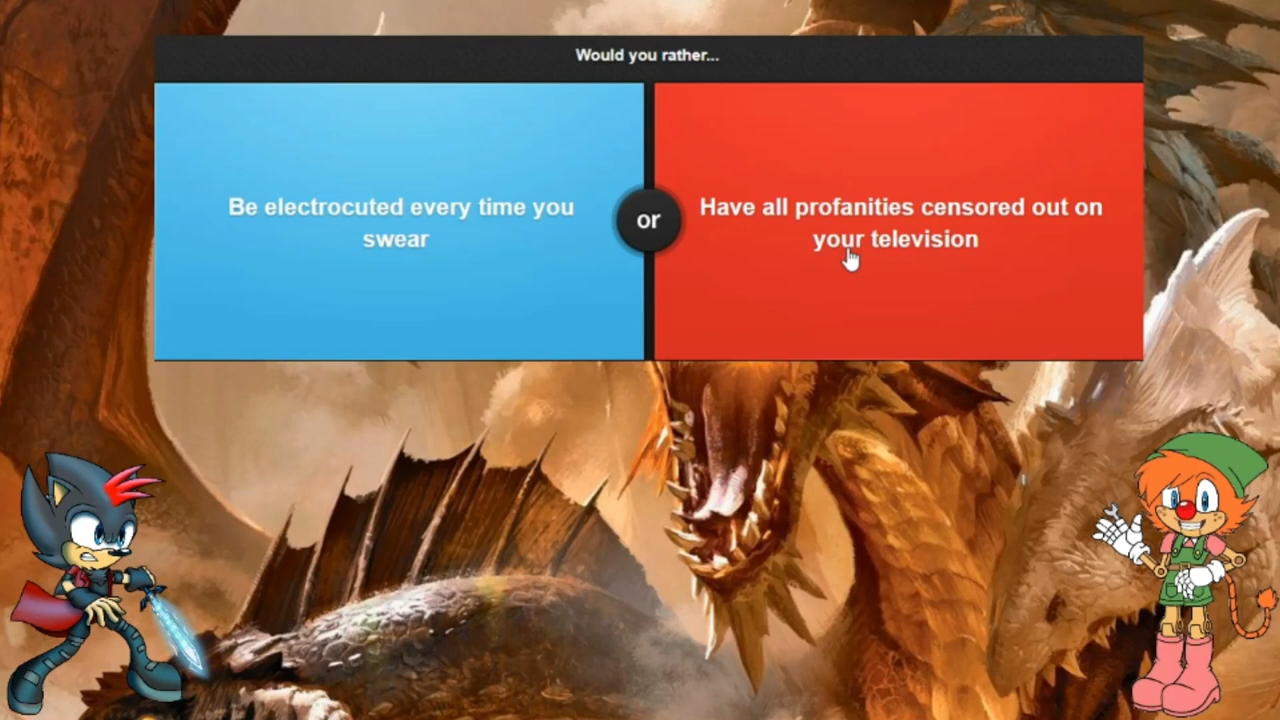 Would you rather...
Be electrocuted every time you
swear
or
Have all profanities censored out on
your television